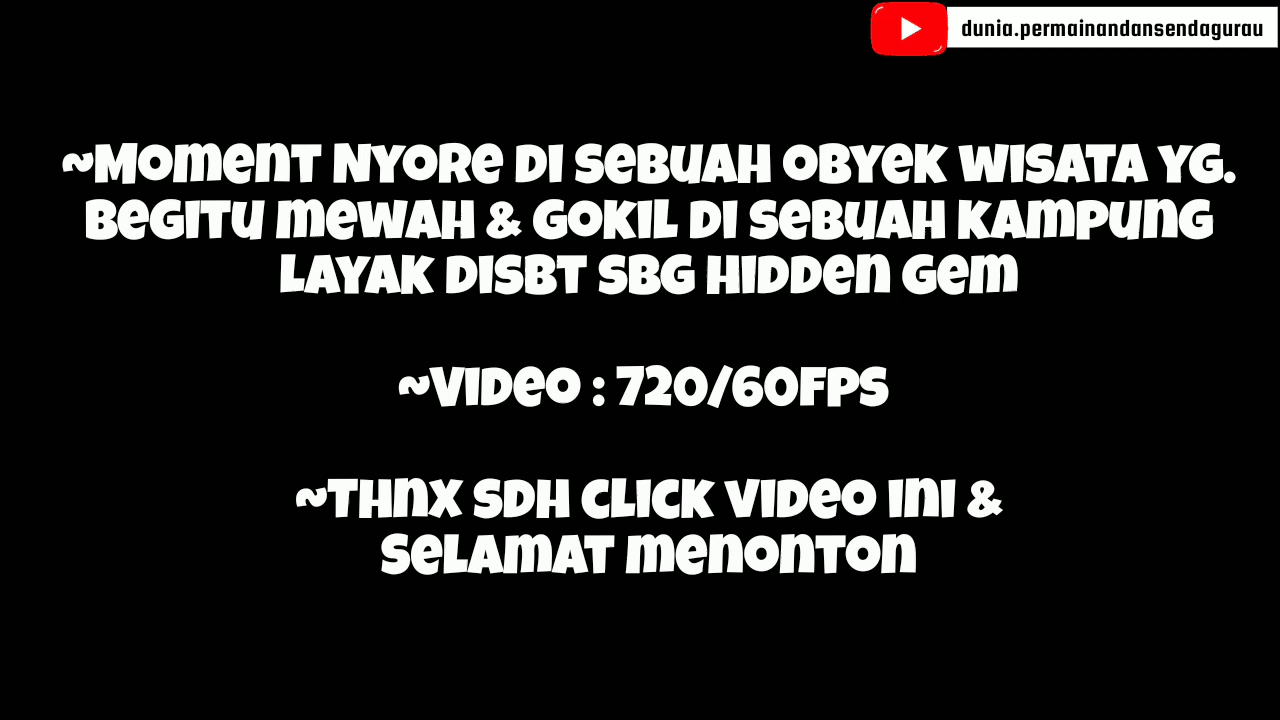 dunia.permainandansendagurau
~Moment Nyore di sebuah obyek wisata yg.
begitu mewah & gokil di sebuah kampung
layak disbt sbg hidden gem
~Video : 720/60fps
~Thnx sdh click video ini &
selamat menonton